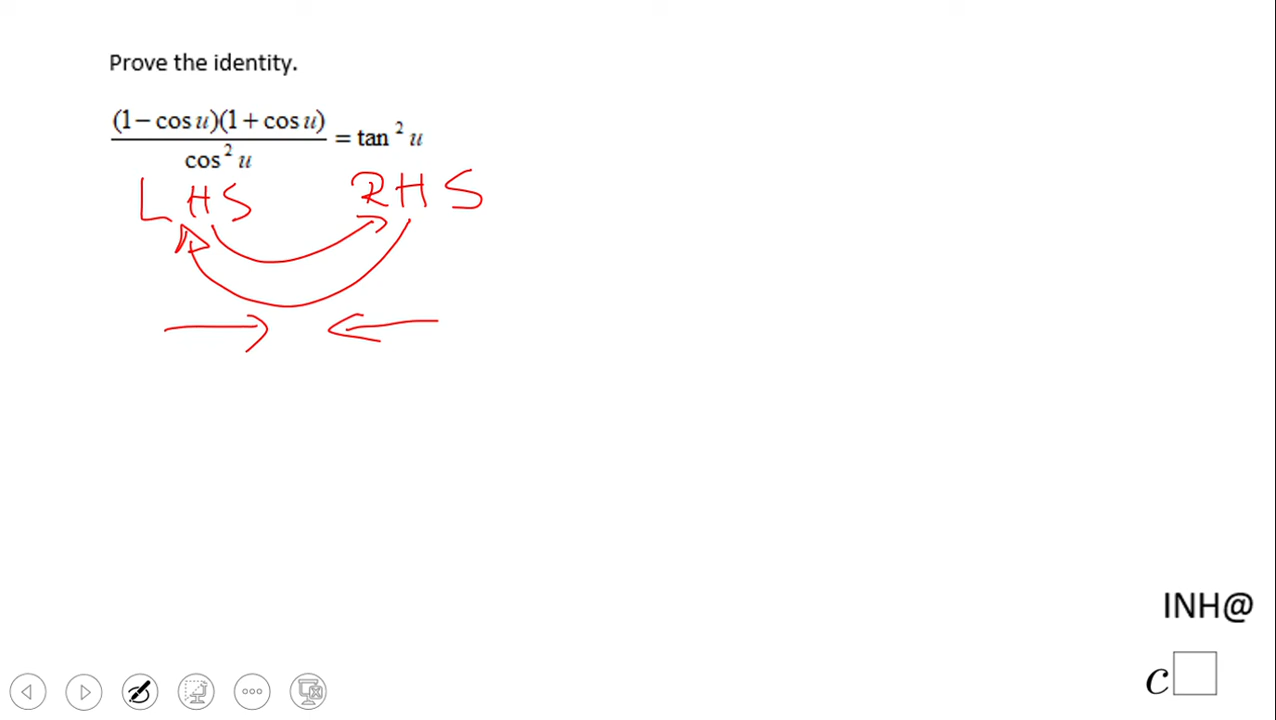 Prove the identity.
(1 − cos u)(1 + cos u) / cos² u = tan² u
LHS RHS
INH@
c